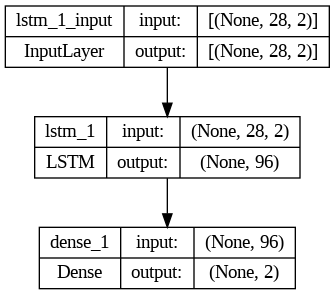 lstm_1_input input: [(None, 28, 2)]
InputLayer output: [(None, 28, 2)]
lstm_1 input: (None, 28, 2)
LSTM output: (None, 96)
dense_1 input: (None, 96)
Dense output: (None, 2)